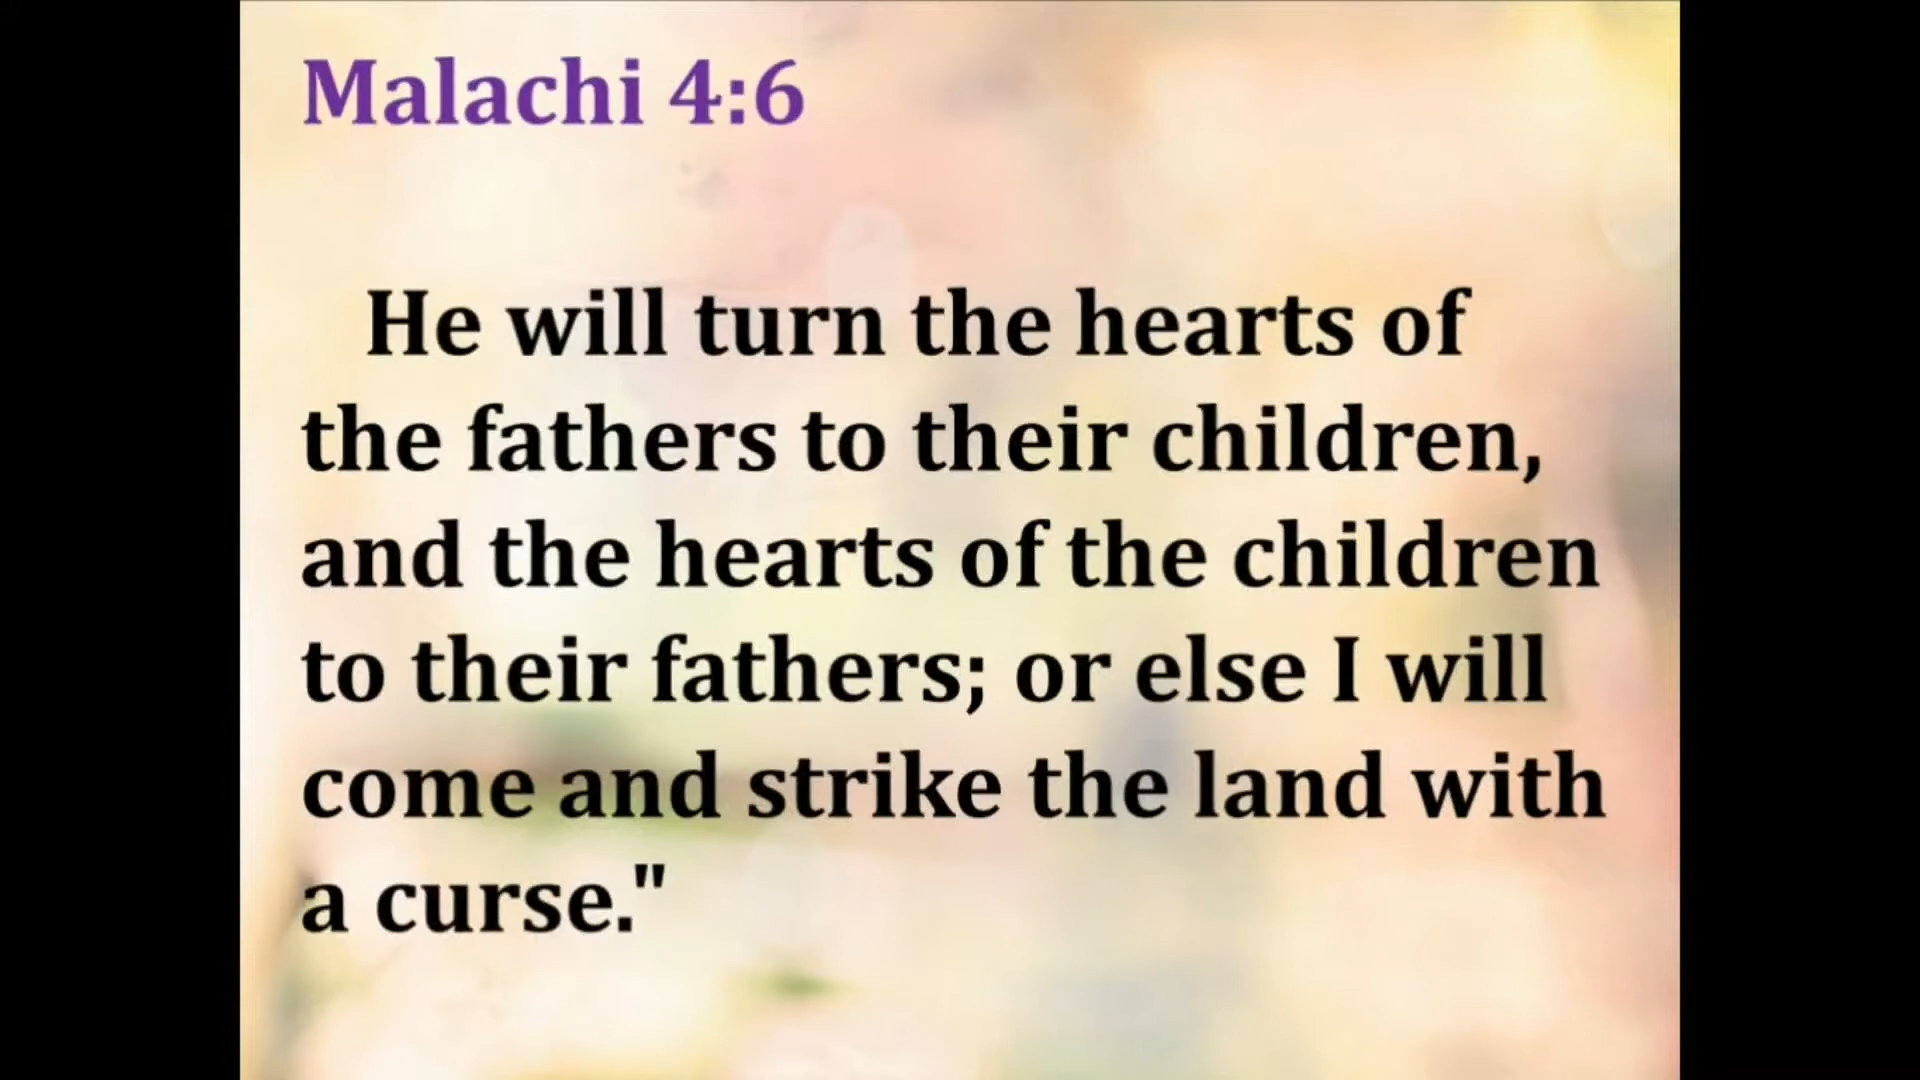 Malachi 4:6
He will turn the hearts of
the fathers to their children,
and the hearts of the children
to their fathers; or else I will
come and strike the land with
a curse."